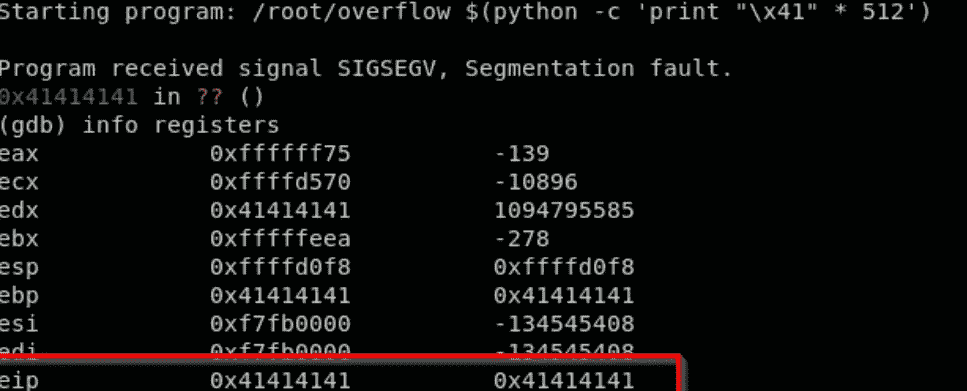 Starting program: /root/overflow $(python -c 'print "\x41" * 512')
Program received signal SIGSEGV, Segmentation fault.
0x41414141 in ?? ()
(gdb) info registers
eax 0xffffff75 -139
ecx 0xffffd570 -10896
edx 0x41414141 1094795585
ebx 0xfffffeea -278
esp 0xffffd0f8 0xffffd0f8
ebp 0x41414141 0x41414141
esi 0xf7fb0000 -134545408
edi 0xf7fb0000 -134545408
eip 0x41414141 0x41414141